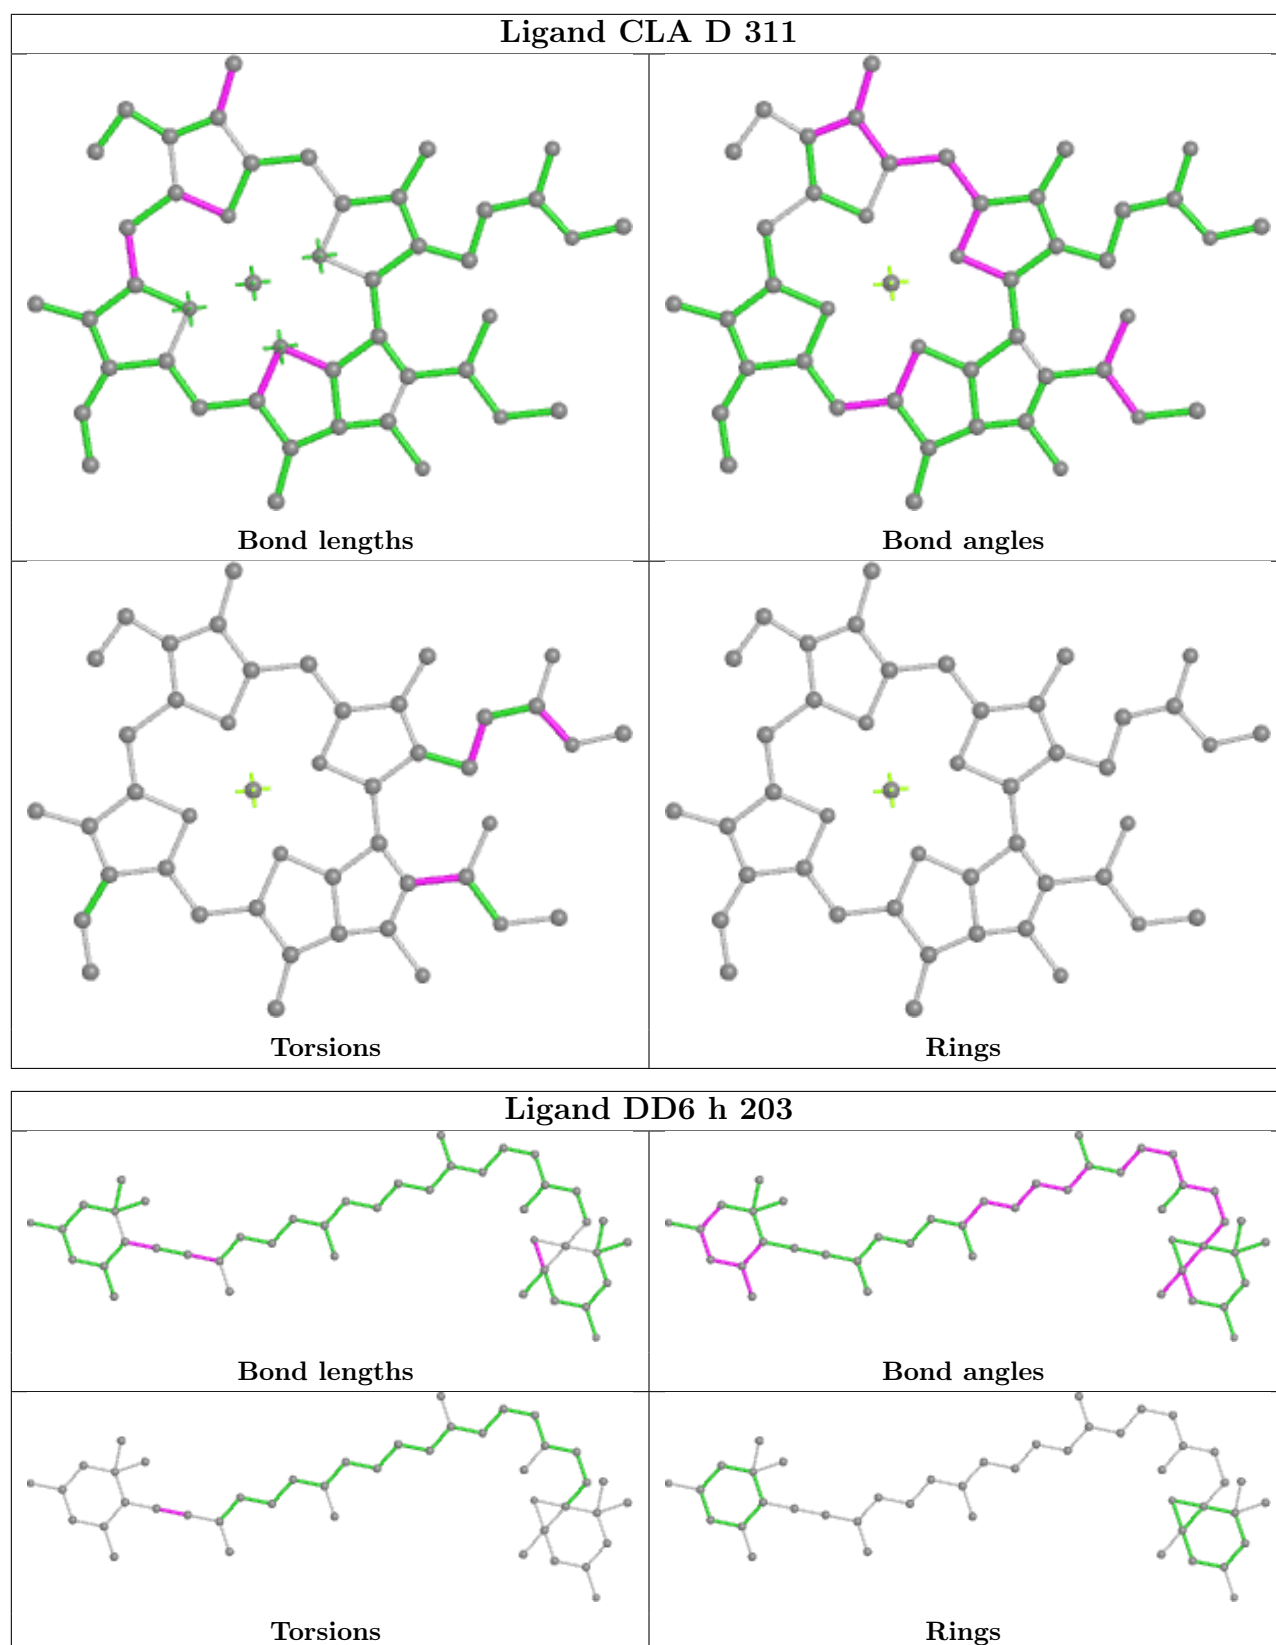 Ligand CLA D 311
Bond lengths
Bond angles
Torsions
Rings
Ligand DD6 h 203
Bond lengths
Bond angles
Torsions
Rings